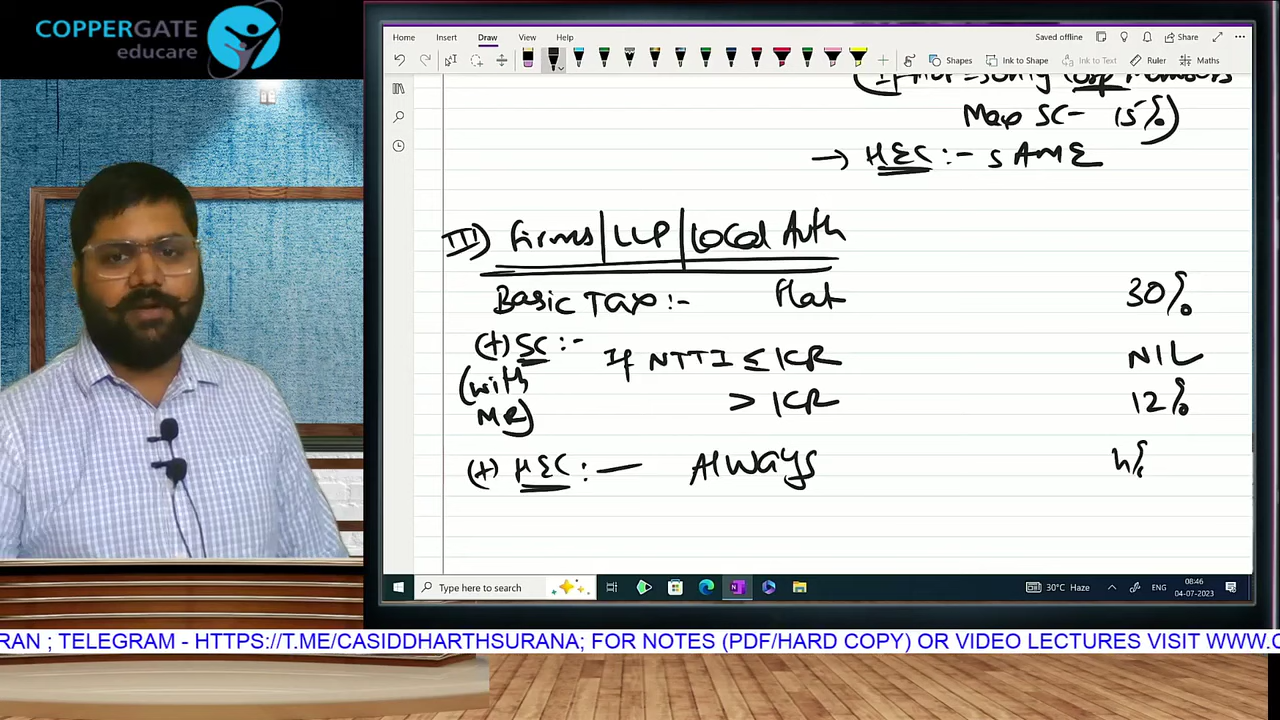 COPPERGATE
educare
Home Insert Draw View Help
Saved offline
Share
Shapes
Ink to Shape
Ink to Text
Ruler
Maths
Members
Max SC - 15%)
→ HEC :- SAME
III) Firms | LLP | Local Auth
Basic Tax :- Flat 30%
(+) SC :- If NTTI ≤ 1CR NIL
(with MR) > 1CR 12%
(+) HEC :— Always 4%
Type here to search
30°C Haze
ENG
08:46
04-07-2023
RAN ; TELEGRAM - HTTPS://T.ME/CASIDDHARTHSURANA; FOR NOTES (PDF/HARD COPY) OR VIDEO LECTURES VISIT WWW.C